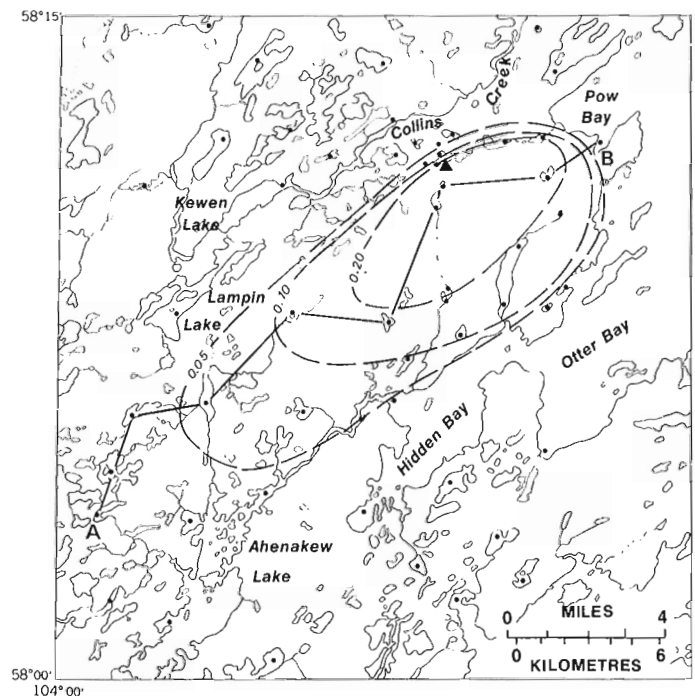 58°15'
Creek
Pow
Bay
Collins
B
Kewen
Lake
0.20
0.10
Lampin
Lake
0.05
Otter Bay
Hidden Bay
A
Ahenakew
Lake
0 MILES 4
0 6
KILOMETRES
58°00'
104°00'